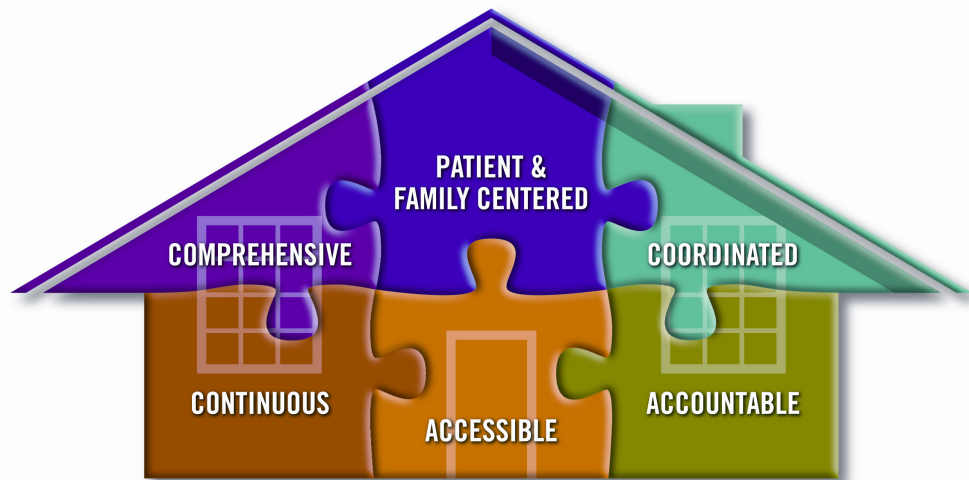 PATIENT &
FAMILY CENTERED
COMPREHENSIVE
COORDINATED
CONTINUOUS
ACCESSIBLE
ACCOUNTABLE